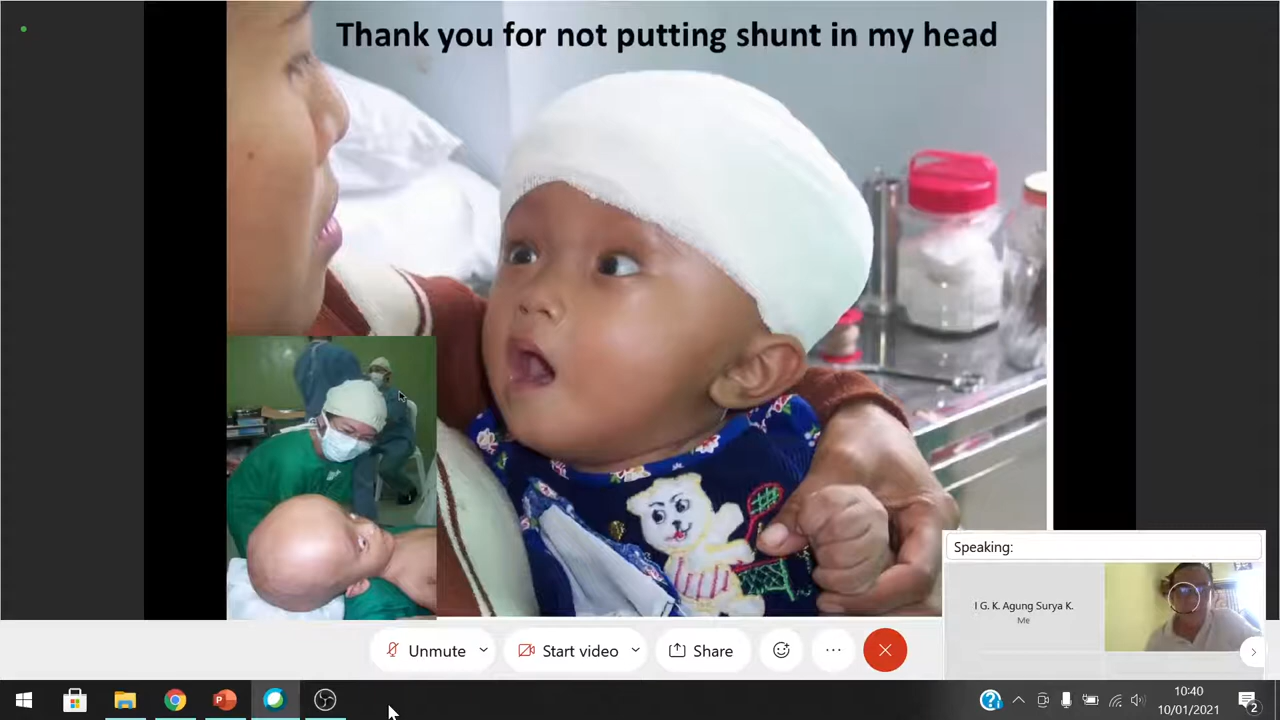 Thank you for not putting shunt in my head
Speaking:
I G. K. Agung Surya K.
Me
Unmute
Start video
Share
10:40
10/01/2021
2